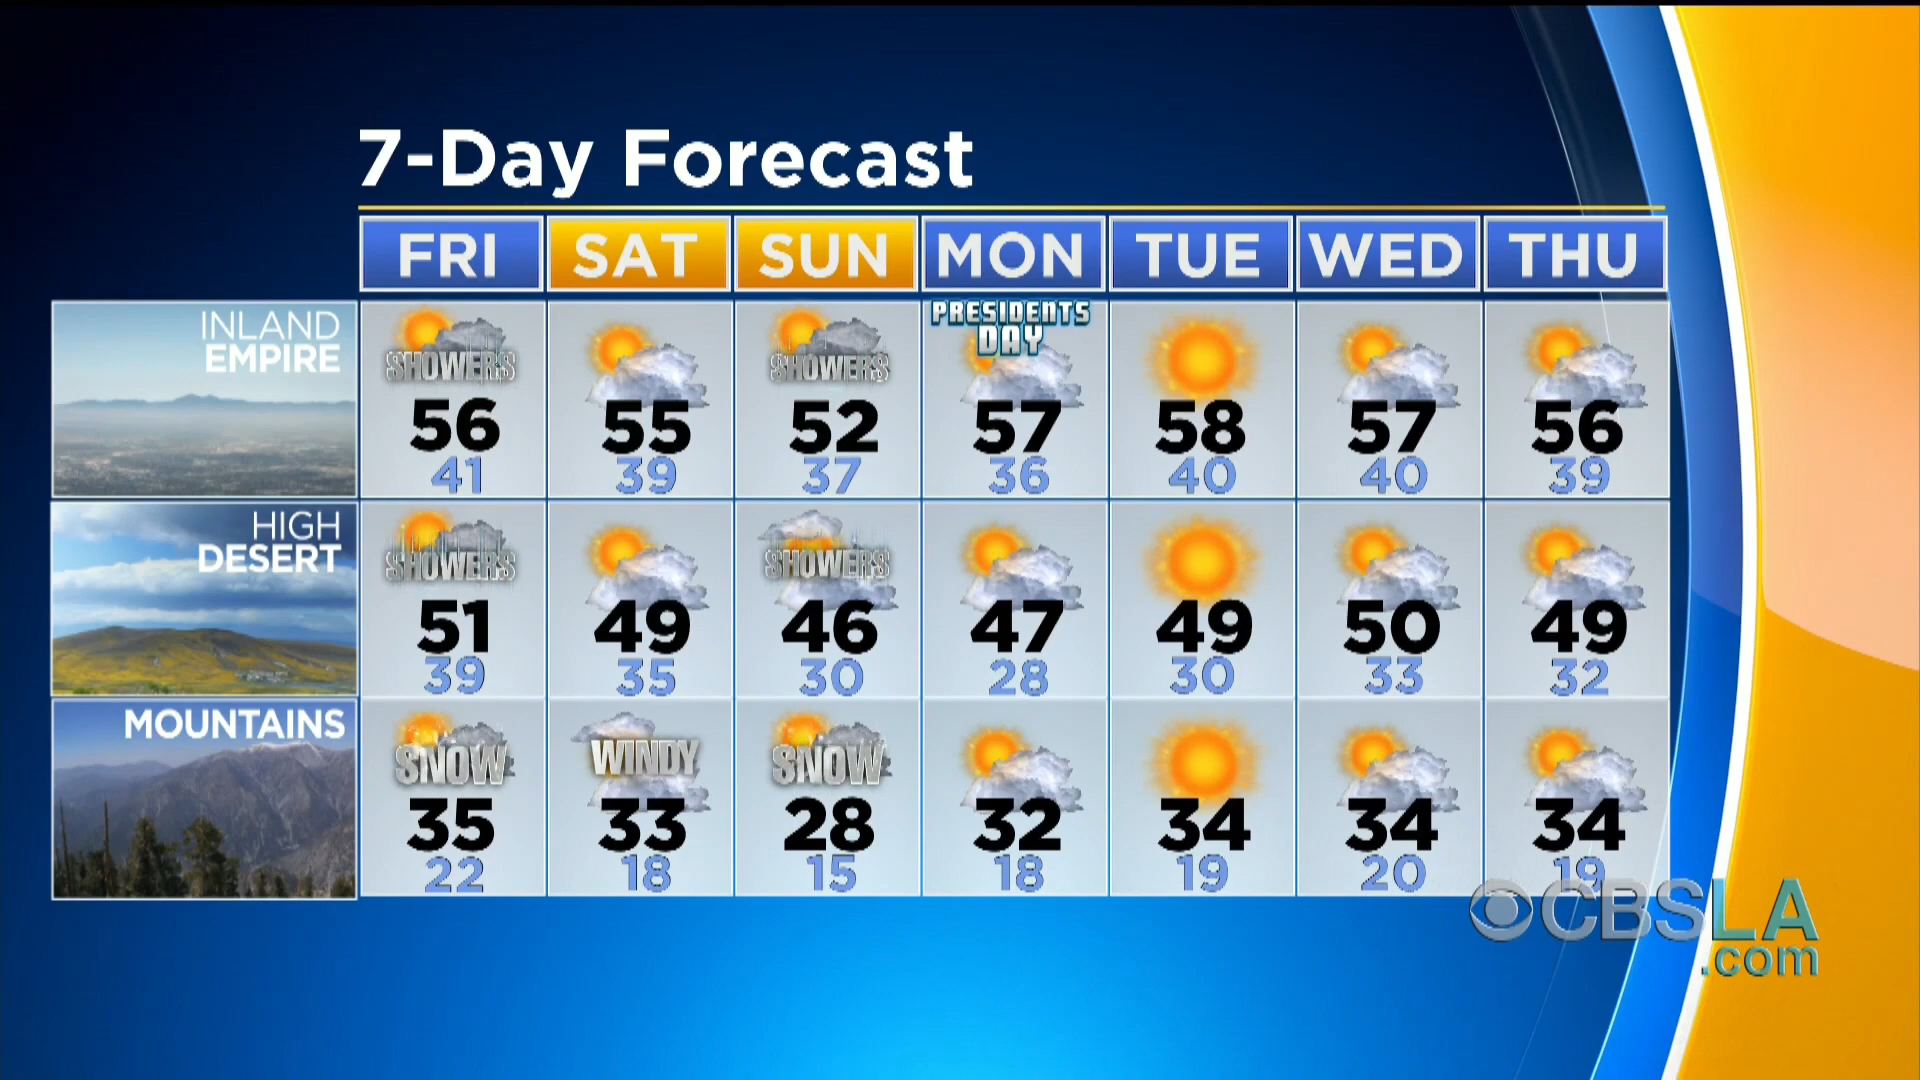 7-Day Forecast
FRI SAT SUN MON TUE WED THU
INLAND
EMPIRE
PRESIDENTS
DAY
SHOWERS SHOWERS
56 55 52 57 58 57 56
41 39 37 36 40 40 39
HIGH
DESERT
SHOWERS SHOWERS
51 49 46 47 49 50 49
39 35 30 28 30 33 32
MOUNTAINS
SNOW WINDY SNOW
35 33 28 32 34 34 34
22 18 15 18 19 20 19
CBSLA
.com